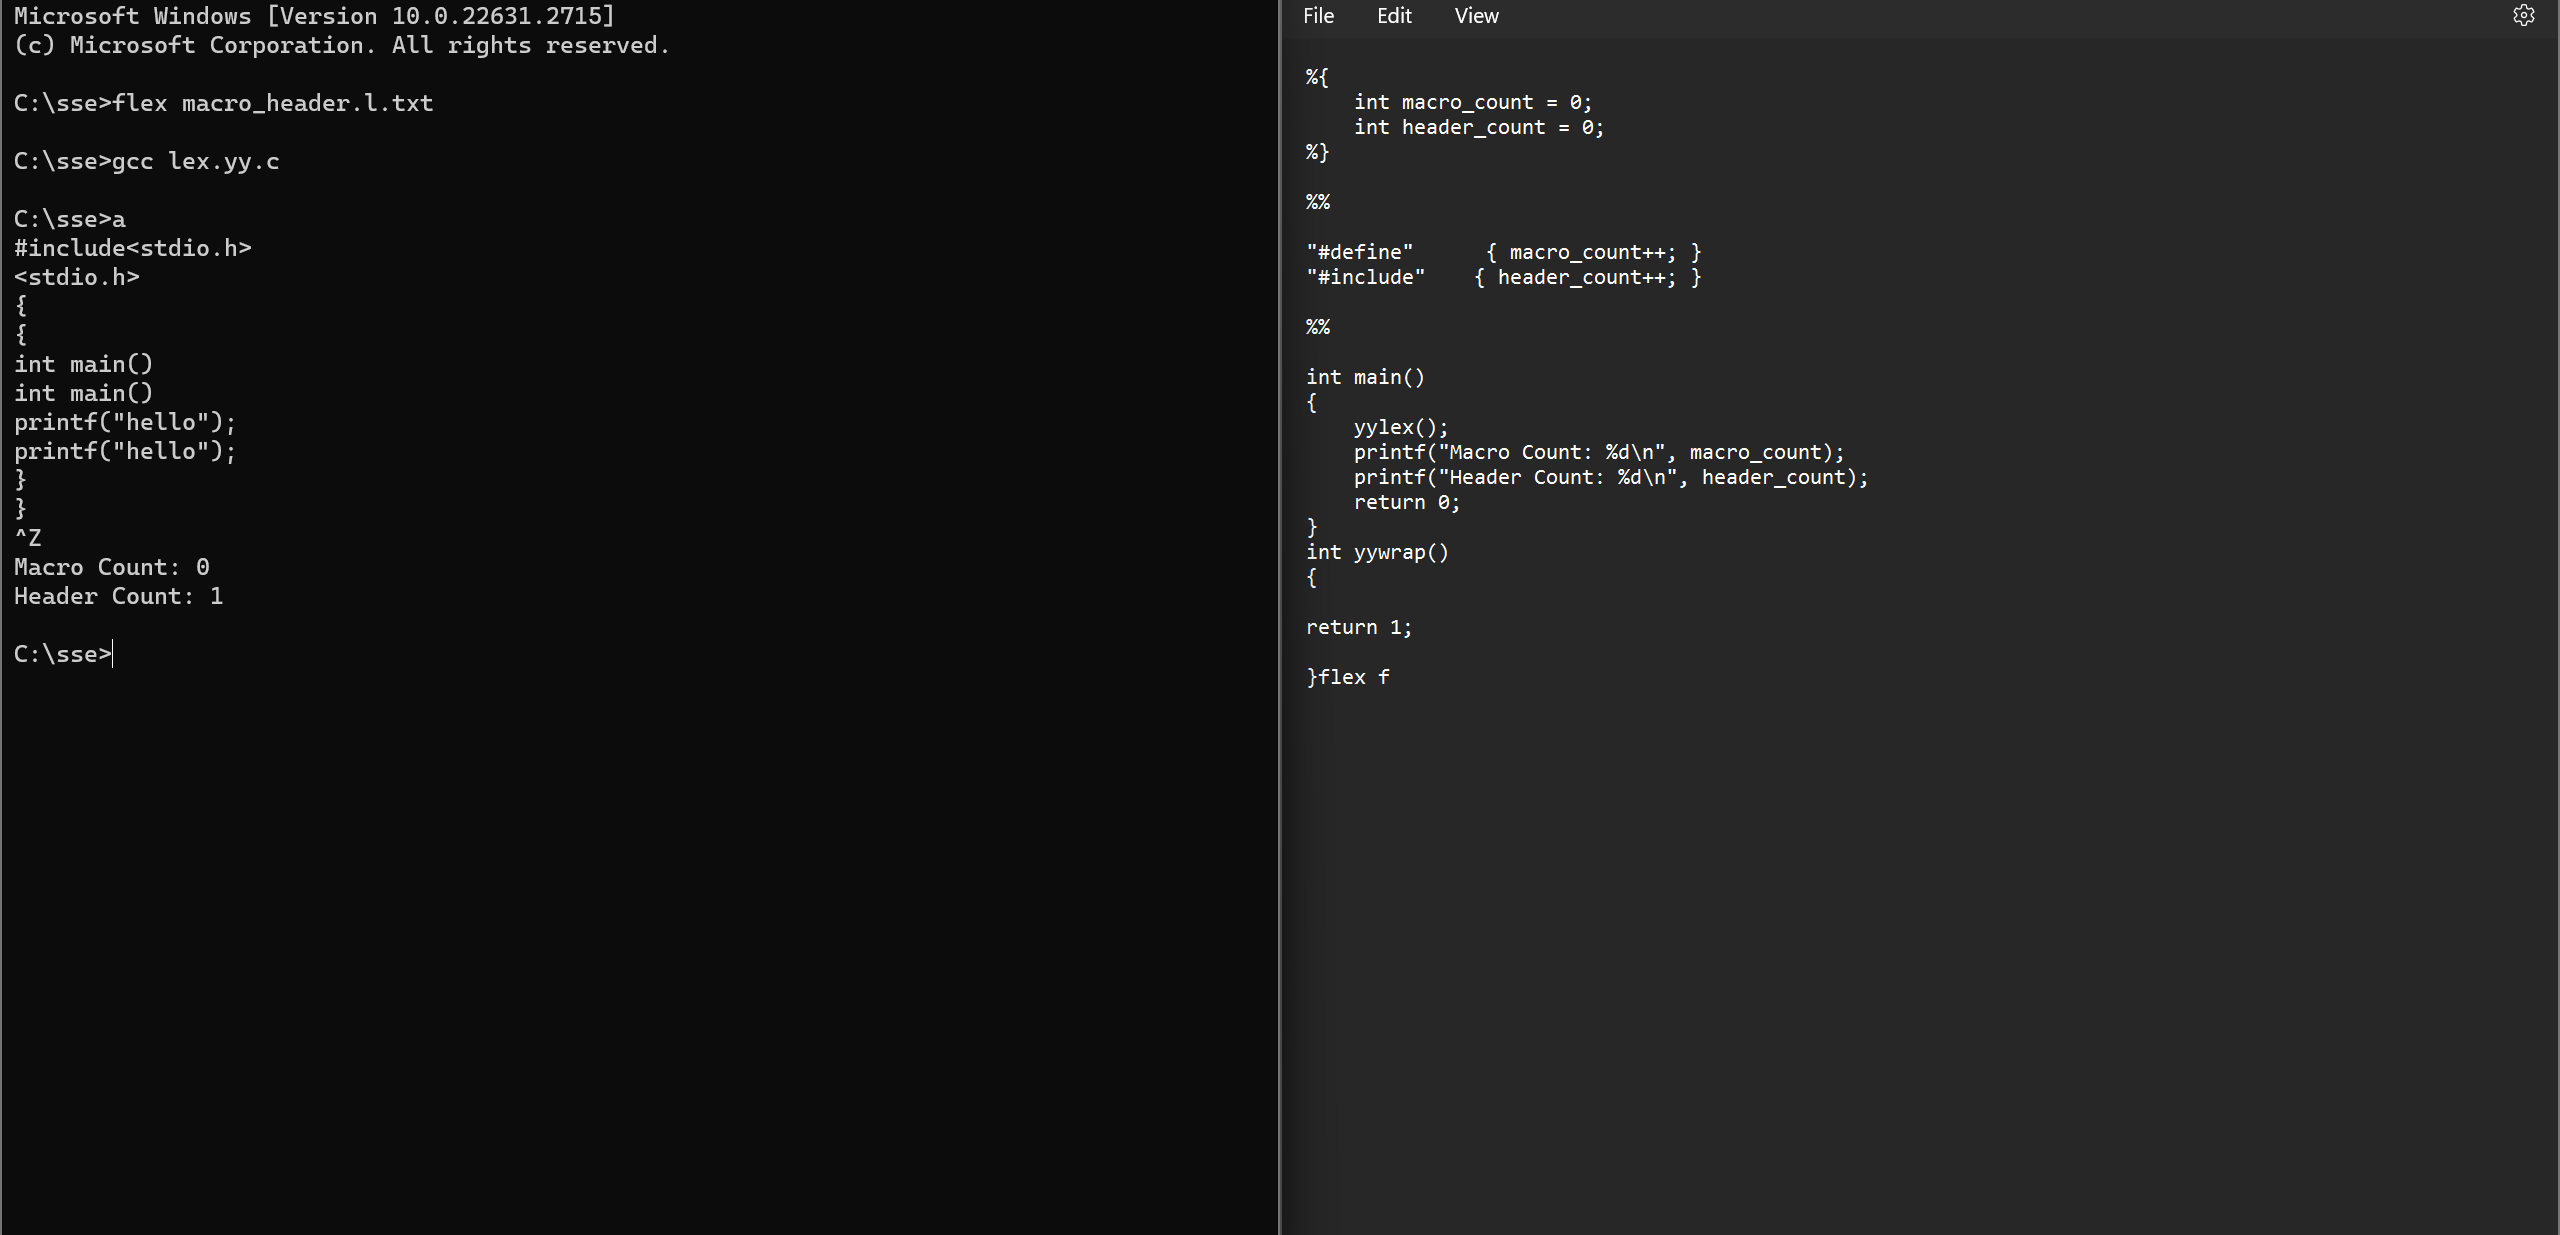 Microsoft Windows [Version 10.0.22631.2715]
(c) Microsoft Corporation. All rights reserved.
C:\sse>flex macro_header.l.txt
C:\sse>gcc lex.yy.c
C:\sse>a
#include<stdio.h>
<stdio.h>
{
{
int main()
int main()
printf("hello");
printf("hello");
}
}
^Z
Macro Count: 0
Header Count: 1
C:\sse>
File Edit View
%{
    int macro_count = 0;
    int header_count = 0;
%}
%%
"#define"      { macro_count++; }
"#include"    { header_count++; }
%%
int main()
{
    yylex();
    printf("Macro Count: %d\n", macro_count);
    printf("Header Count: %d\n", header_count);
    return 0;
}
int yywrap()
{
return 1;
}flex f